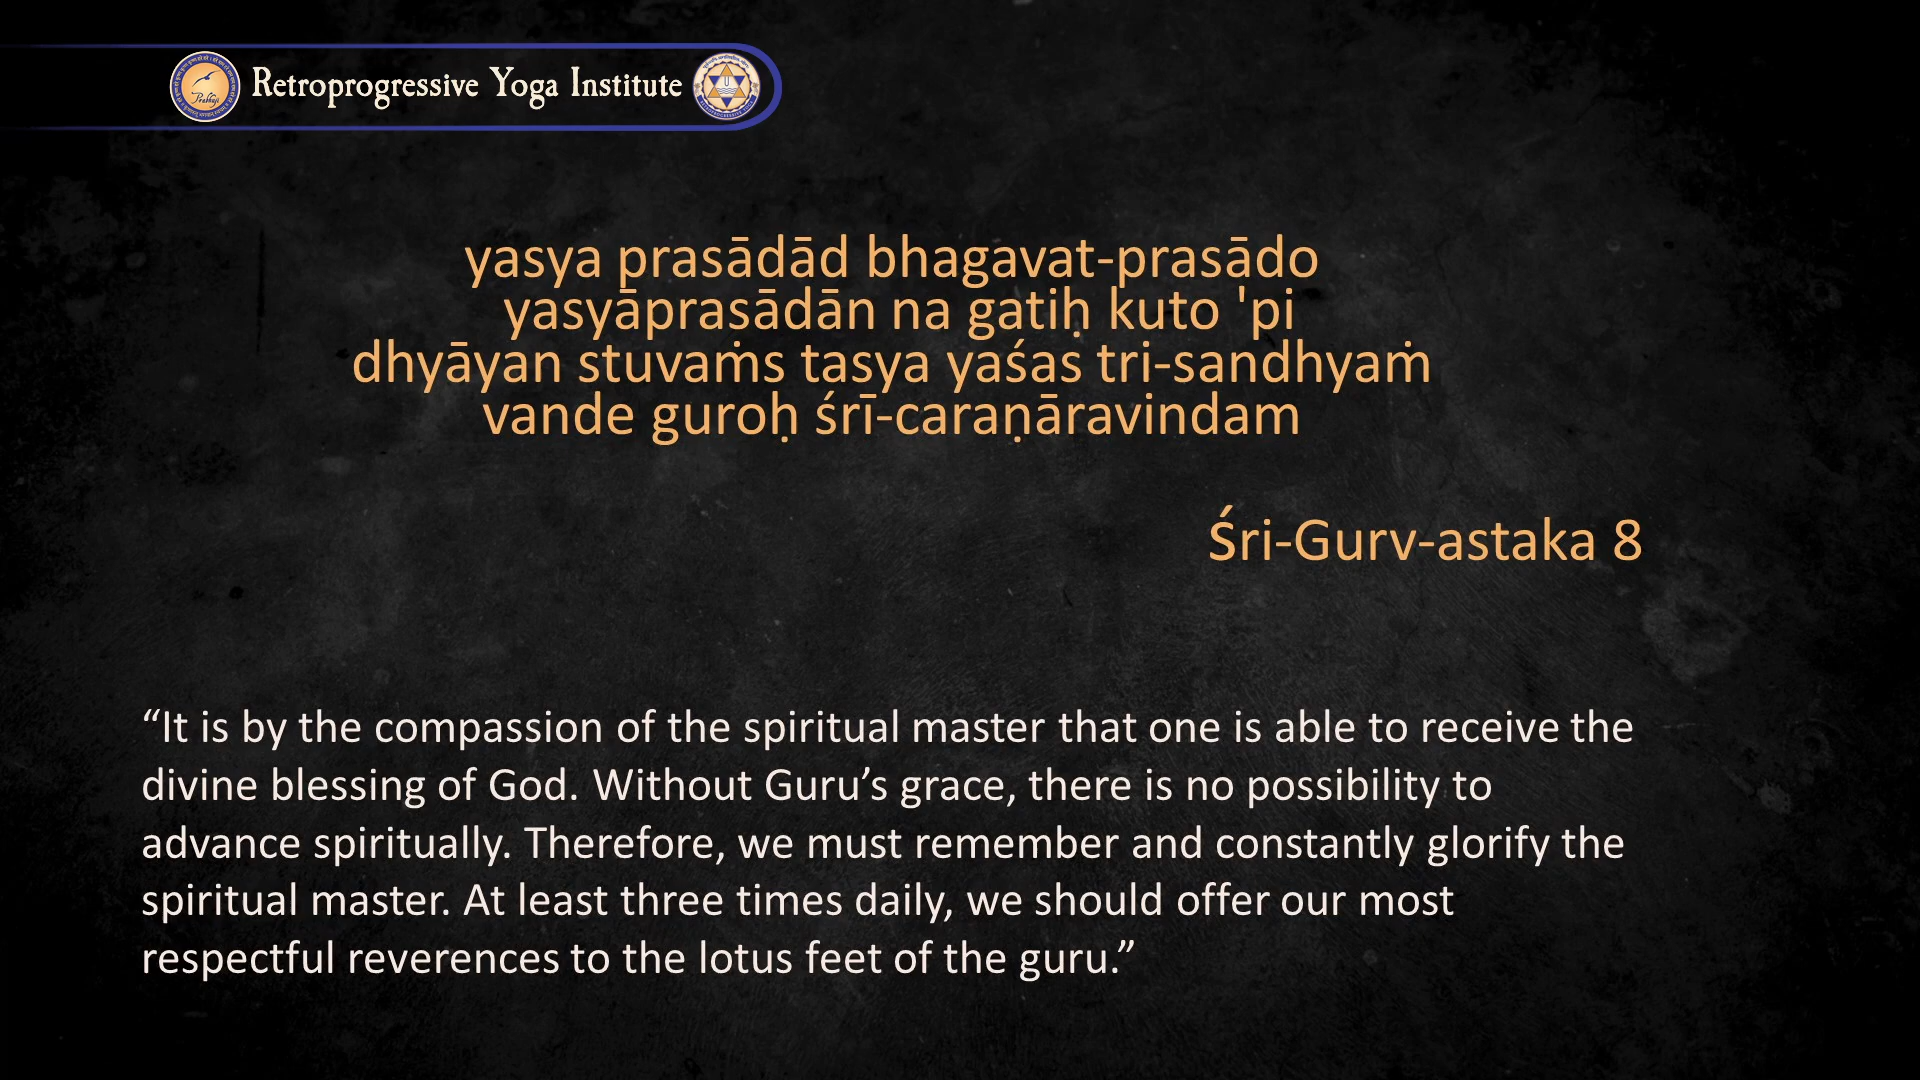 Retroprogressive Yoga Institute
Prabhuji
yasya prasādād bhagavat-prasādo
yasyāprasādān na gatiḥ kuto 'pi
dhyāyan stuvaṁs tasya yaśas tri-sandhyaṁ
vande guroḥ śrī-caraṇāravindam
Śri-Gurv-astaka 8
“It is by the compassion of the spiritual master that one is able to receive the
divine blessing of God. Without Guru’s grace, there is no possibility to
advance spiritually. Therefore, we must remember and constantly glorify the
spiritual master. At least three times daily, we should offer our most
respectful reverences to the lotus feet of the guru.”